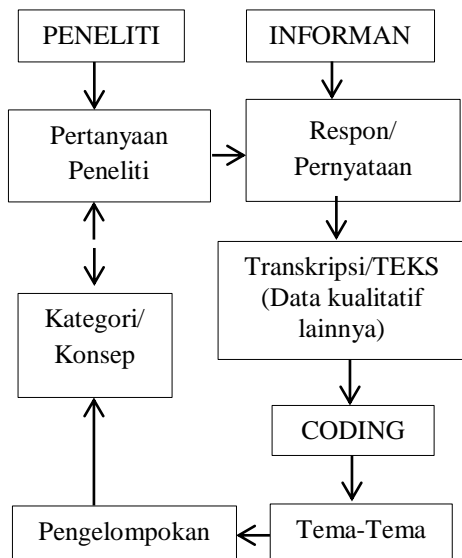 PENELITI
INFORMAN
Pertanyaan
Peneliti
Respon/
Pernyataan
Transkripsi/TEKS
(Data kualitatif
lainnya)
Kategori/
Konsep
CODING
Pengelompokan
Tema-Tema